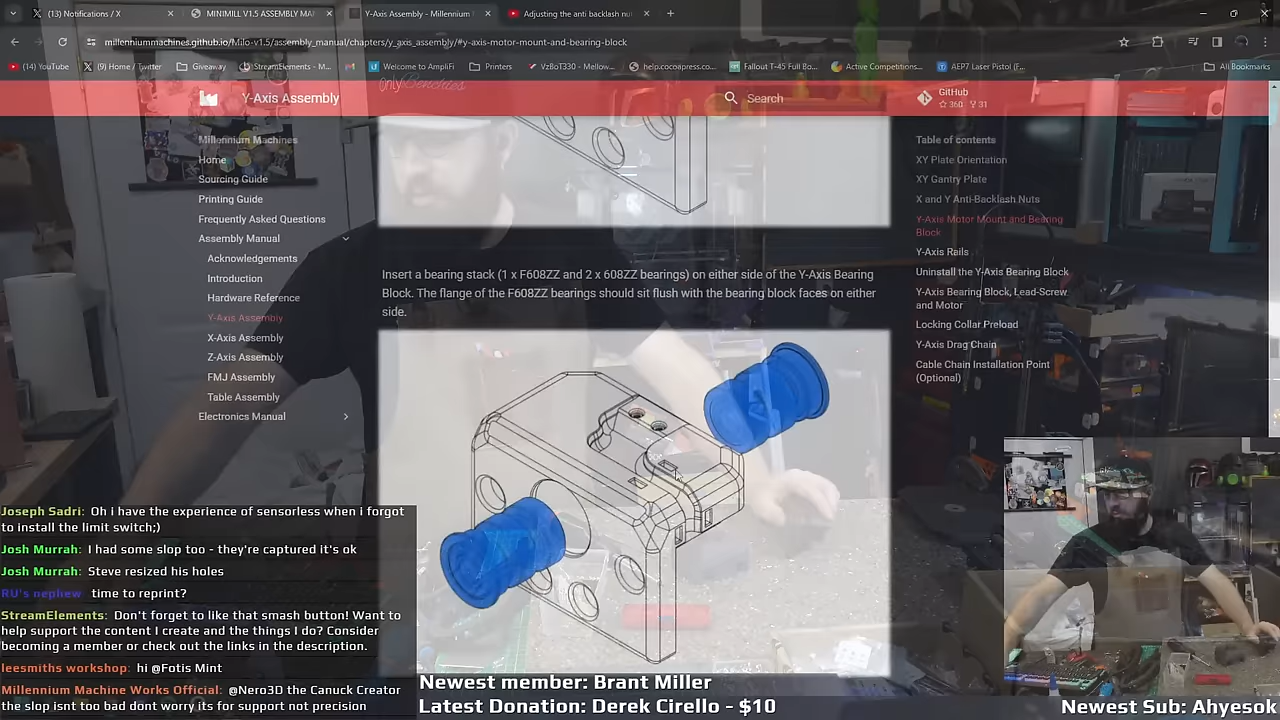 (13) Notifications / X
MINIMILL V1.5 ASSEMBLY MA
Y-Axis Assembly - Millennium
Adjusting the anti backlash nu
millenniummachines.github.io/Milo-v1.5/assembly_manual/chapters/y_axis_assembly/#y-axis-motor-mount-and-bearing-block
(14) YouTube
(9) Home / Twitter
Giveaway
StreamElements - M...
Welcome to AmpliFi
Printers
VzBoT330 - Mellow...
help.cocoapress.co...
Fallout T-45 Full Bo...
Active Competitions...
AEP7 Laser Pistol (F...
All Bookmarks
Only Benchies
Y-Axis Assembly
Search
GitHub
360 31
Millennium Machines
Home
Sourcing Guide
Printing Guide
Frequently Asked Questions
Assembly Manual
Acknowledgements
Introduction
Hardware Reference
Y-Axis Assembly
X-Axis Assembly
Z-Axis Assembly
FMJ Assembly
Table Assembly
Electronics Manual
Insert a bearing stack (1 x F608ZZ and 2 x 608ZZ bearings) on either side of the Y-Axis Bearing
Block. The flange of the F608ZZ bearings should sit flush with the bearing block faces on either
side.
Table of contents
XY Plate Orientation
XY Gantry Plate
X and Y Anti-Backlash Nuts
Y-Axis Motor Mount and Bearing
Block
Y-Axis Rails
Uninstall the Y-Axis Bearing Block
Y-Axis Bearing Block, Lead-Screw
and Motor
Locking Collar Preload
Y-Axis Drag Chain
Cable Chain Installation Point
(Optional)
Joseph Sadri: Oh i have the experience of sensorless when i forgot
to install the limit switch;)
Josh Murrah: I had some slop too - they're captured it's ok
Josh Murrah: Steve resized his holes
RU's nephew time to reprint?
StreamElements: Don't forget to like that smash button! Want to
help support the content I create and the things I do? Consider
becoming a member or check out the links in the description.
leesmiths workshop: hi @Fotis Mint
Millennium Machine Works Official: @Nero3D the Canuck Creator
the slop isnt too bad dont worry its for support not precision
Newest member: Brant Miller
Latest Donation: Derek Cirello - $10
Newest Sub: Ahyesok